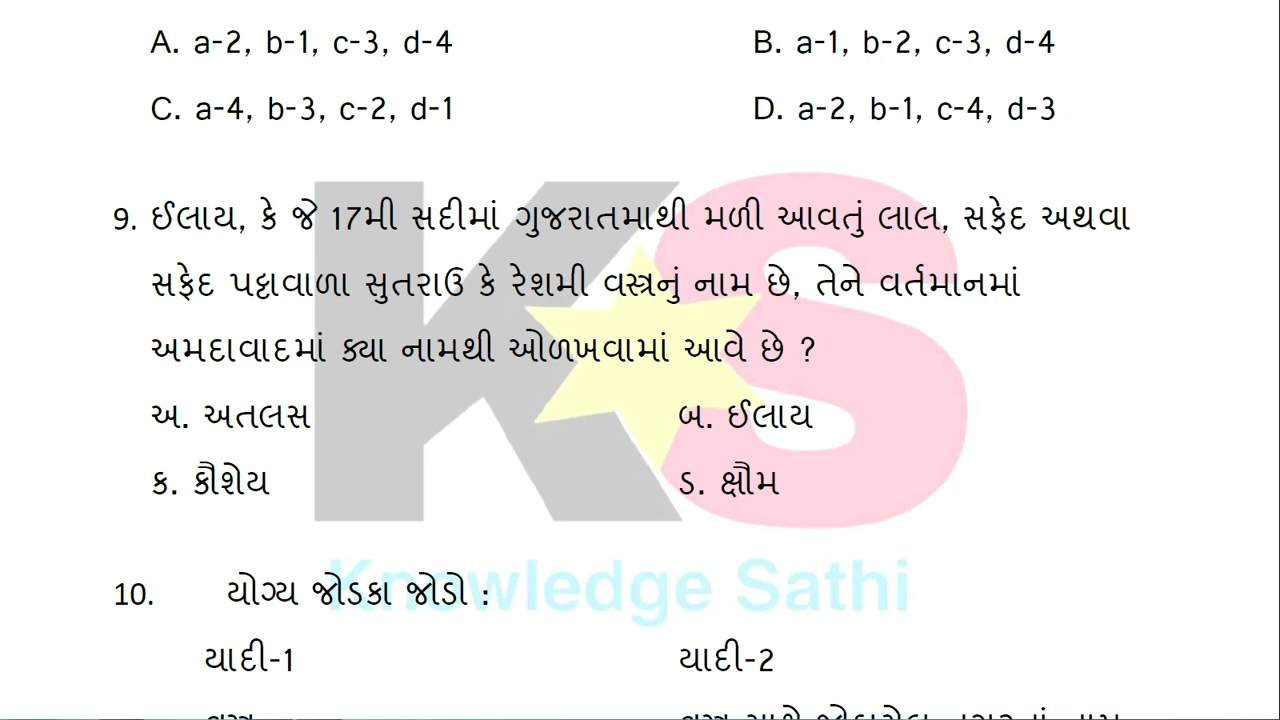 A. a-2, b-1, c-3, d-4 B. a-1, b-2, c-3, d-4
C. a-4, b-3, c-2, d-1 D. a-2, b-1, c-4, d-3
9. ઈલાય, કે જે 17મી સદીમાં ગુજરાતમાથી મળી આવતું લાલ, સફેદ અથવા
સફેદ પટ્ટાવાળા સુતરાઉ કે રેશમી વસ્ત્રનું નામ છે, તેને વર્તમાનમાં
અમદાવાદમાં ક્યા નામથી ઓળખવામાં આવે છે ?
અ. અતલસ બ. ઈલાય
ક. કૌશેય ડ. ક્ષૌમ
KS
Knowledge Sathi
10. યોગ્ય જોડકા જોડો :
યાદી-1 યાદી-2